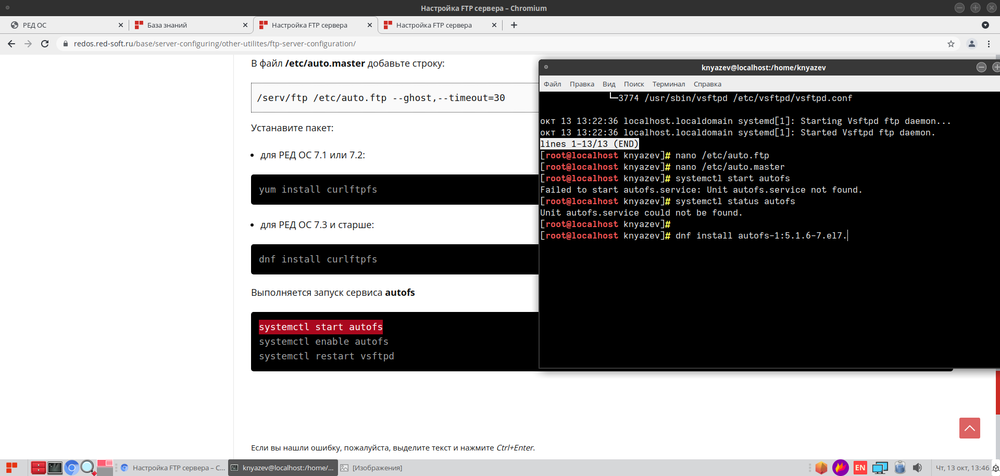 Настройка FTP сервера – Chromium
РЕД ОС
База знаний
Настройка FTP сервера
Настройка FTP сервера
redos.red-soft.ru/base/server-configuring/other-utilites/ftp-server-configuration/
В файл /etc/auto.master добавьте строку:
/serv/ftp /etc/auto.ftp --ghost,--timeout=30
Устанавите пакет:
• для РЕД ОС 7.1 или 7.2:
yum install curlftpfs
• для РЕД ОС 7.3 и старше:
dnf install curlftpfs
Выполняется запуск сервиса autofs
systemctl start autofs
systemctl enable autofs
systemctl restart vsftpd
Если вы нашли ошибку, пожалуйста, выделите текст и нажмите Ctrl+Enter.
knyazev@localhost:/home/knyazev
Файл Правка Вид Поиск Терминал Справка
└─3774 /usr/sbin/vsftpd /etc/vsftpd/vsftpd.conf
окт 13 13:22:36 localhost.localdomain systemd[1]: Starting Vsftpd ftp daemon...
окт 13 13:22:36 localhost.localdomain systemd[1]: Started Vsftpd ftp daemon.
lines 1-13/13 (END)
[root@localhost knyazev]# nano /etc/auto.ftp
[root@localhost knyazev]# nano /etc/auto.master
[root@localhost knyazev]# systemctl start autofs
Failed to start autofs.service: Unit autofs.service not found.
[root@localhost knyazev]# systemctl status autofs
Unit autofs.service could not be found.
[root@localhost knyazev]#
[root@localhost knyazev]# dnf install autofs-1:5.1.6-7.el7.
Настройка FTP сервера – C...
knyazev@localhost:/home/...
[Изображения]
EN
Чт, 13 окт, 13:46